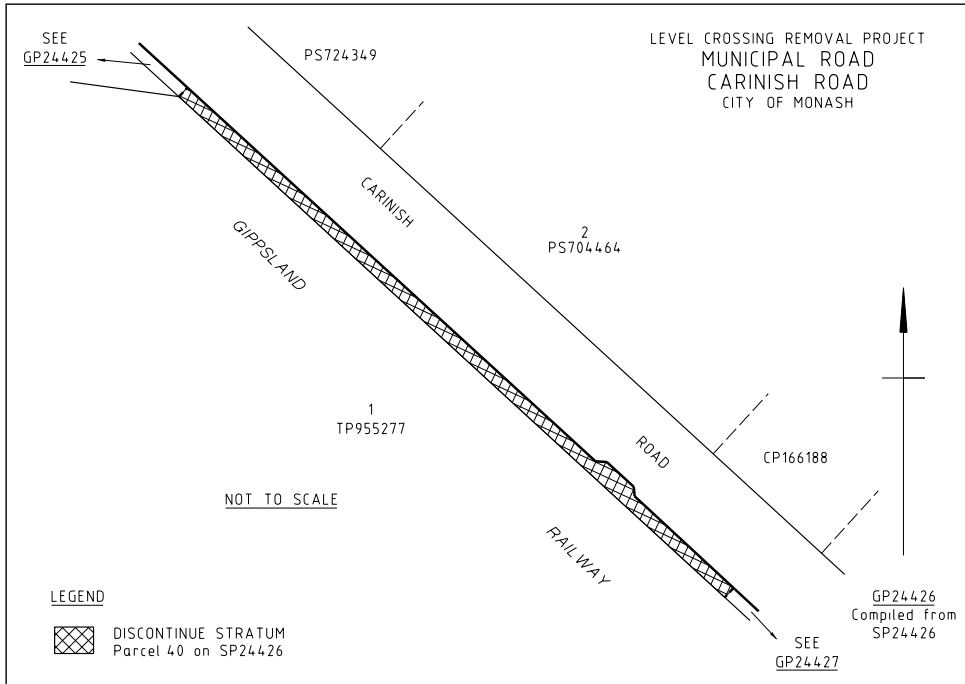 SEE
GP24425
PS724349
LEVEL CROSSING REMOVAL PROJECT
MUNICIPAL ROAD
CARINISH ROAD
CITY OF MONASH
CARINISH
GIPPSLAND
2
PS704464
1
TP955277
ROAD
CP166188
NOT TO SCALE
RAILWAY
LEGEND
DISCONTINUE STRATUM
Parcel 40 on SP24426
SEE
GP24427
GP24426
Compiled from
SP24426